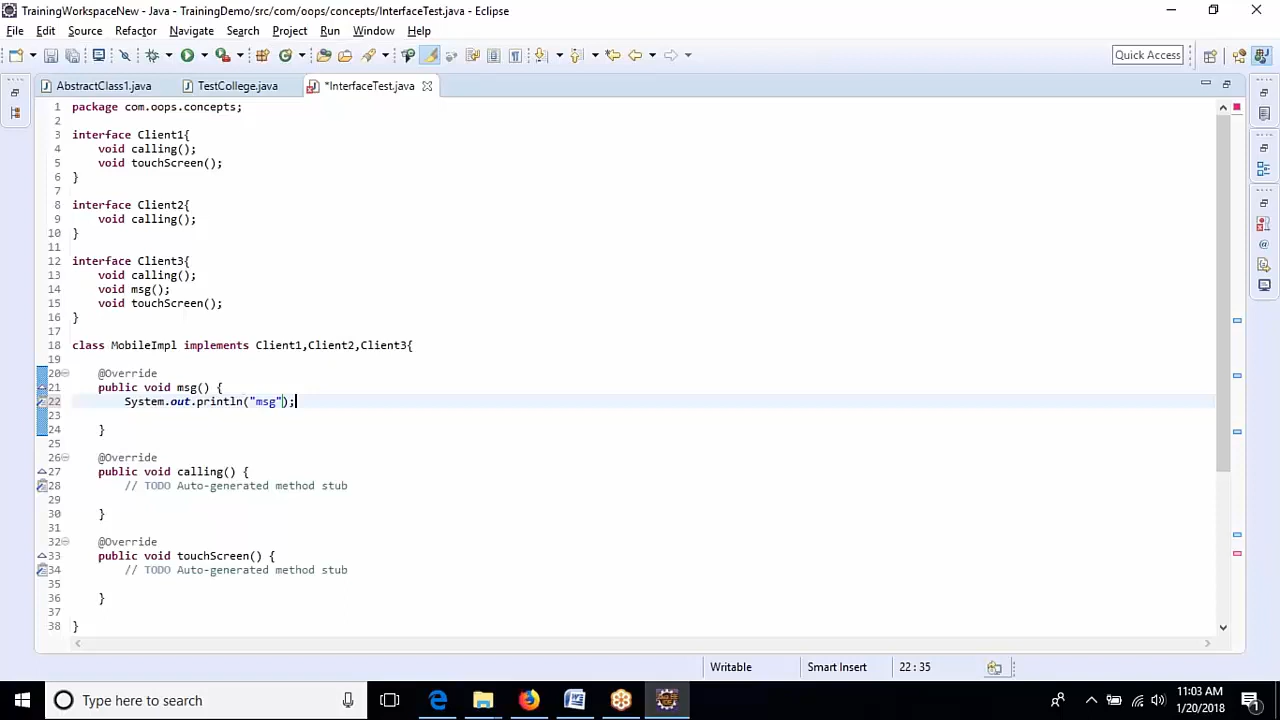 TrainingWorkspaceNew - Java - TrainingDemo/src/com/oops/concepts/InterfaceTest.java - Eclipse
File Edit Source Refactor Navigate Search Project Run Window Help
Quick Access
AbstractClass1.java TestCollege.java *InterfaceTest.java
1 package com.oops.concepts;
2
3 interface Client1{
4 void calling();
5 void touchScreen();
6 }
7
8 interface Client2{
9 void calling();
10 }
11
12 interface Client3{
13 void calling();
14 void msg();
15 void touchScreen();
16 }
17
18 class MobileImpl implements Client1,Client2,Client3{
19
20 @Override
21 public void msg() {
22 System.out.println("msg");
23
24 }
25
26 @Override
27 public void calling() {
28 // TODO Auto-generated method stub
29
30 }
31
32 @Override
33 public void touchScreen() {
34 // TODO Auto-generated method stub
35
36 }
37
38 }
Writable Smart Insert 22 : 35
Type here to search
11:03 AM
1/20/2018